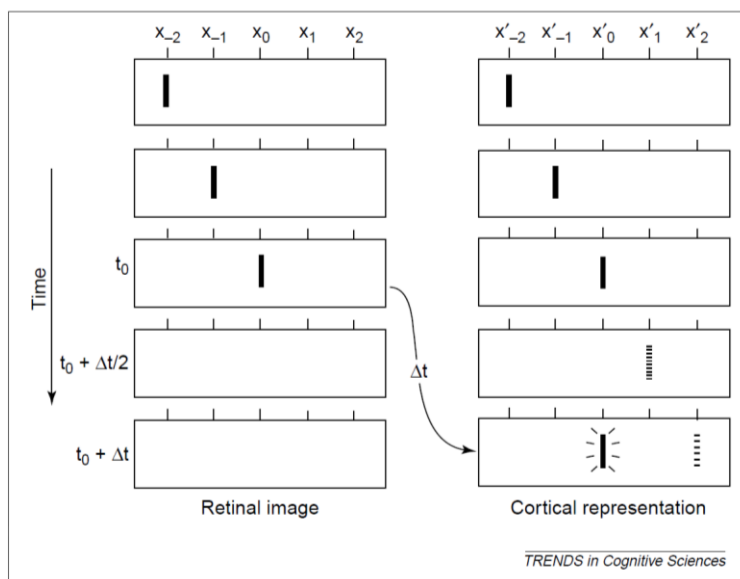 x–2 x–1 x0 x1 x2 x′–2 x′–1 x′0 x′1 x′2
Time
t0
t0 + Δt/2
Δt
t0 + Δt
Retinal image Cortical representation
TRENDS in Cognitive Sciences